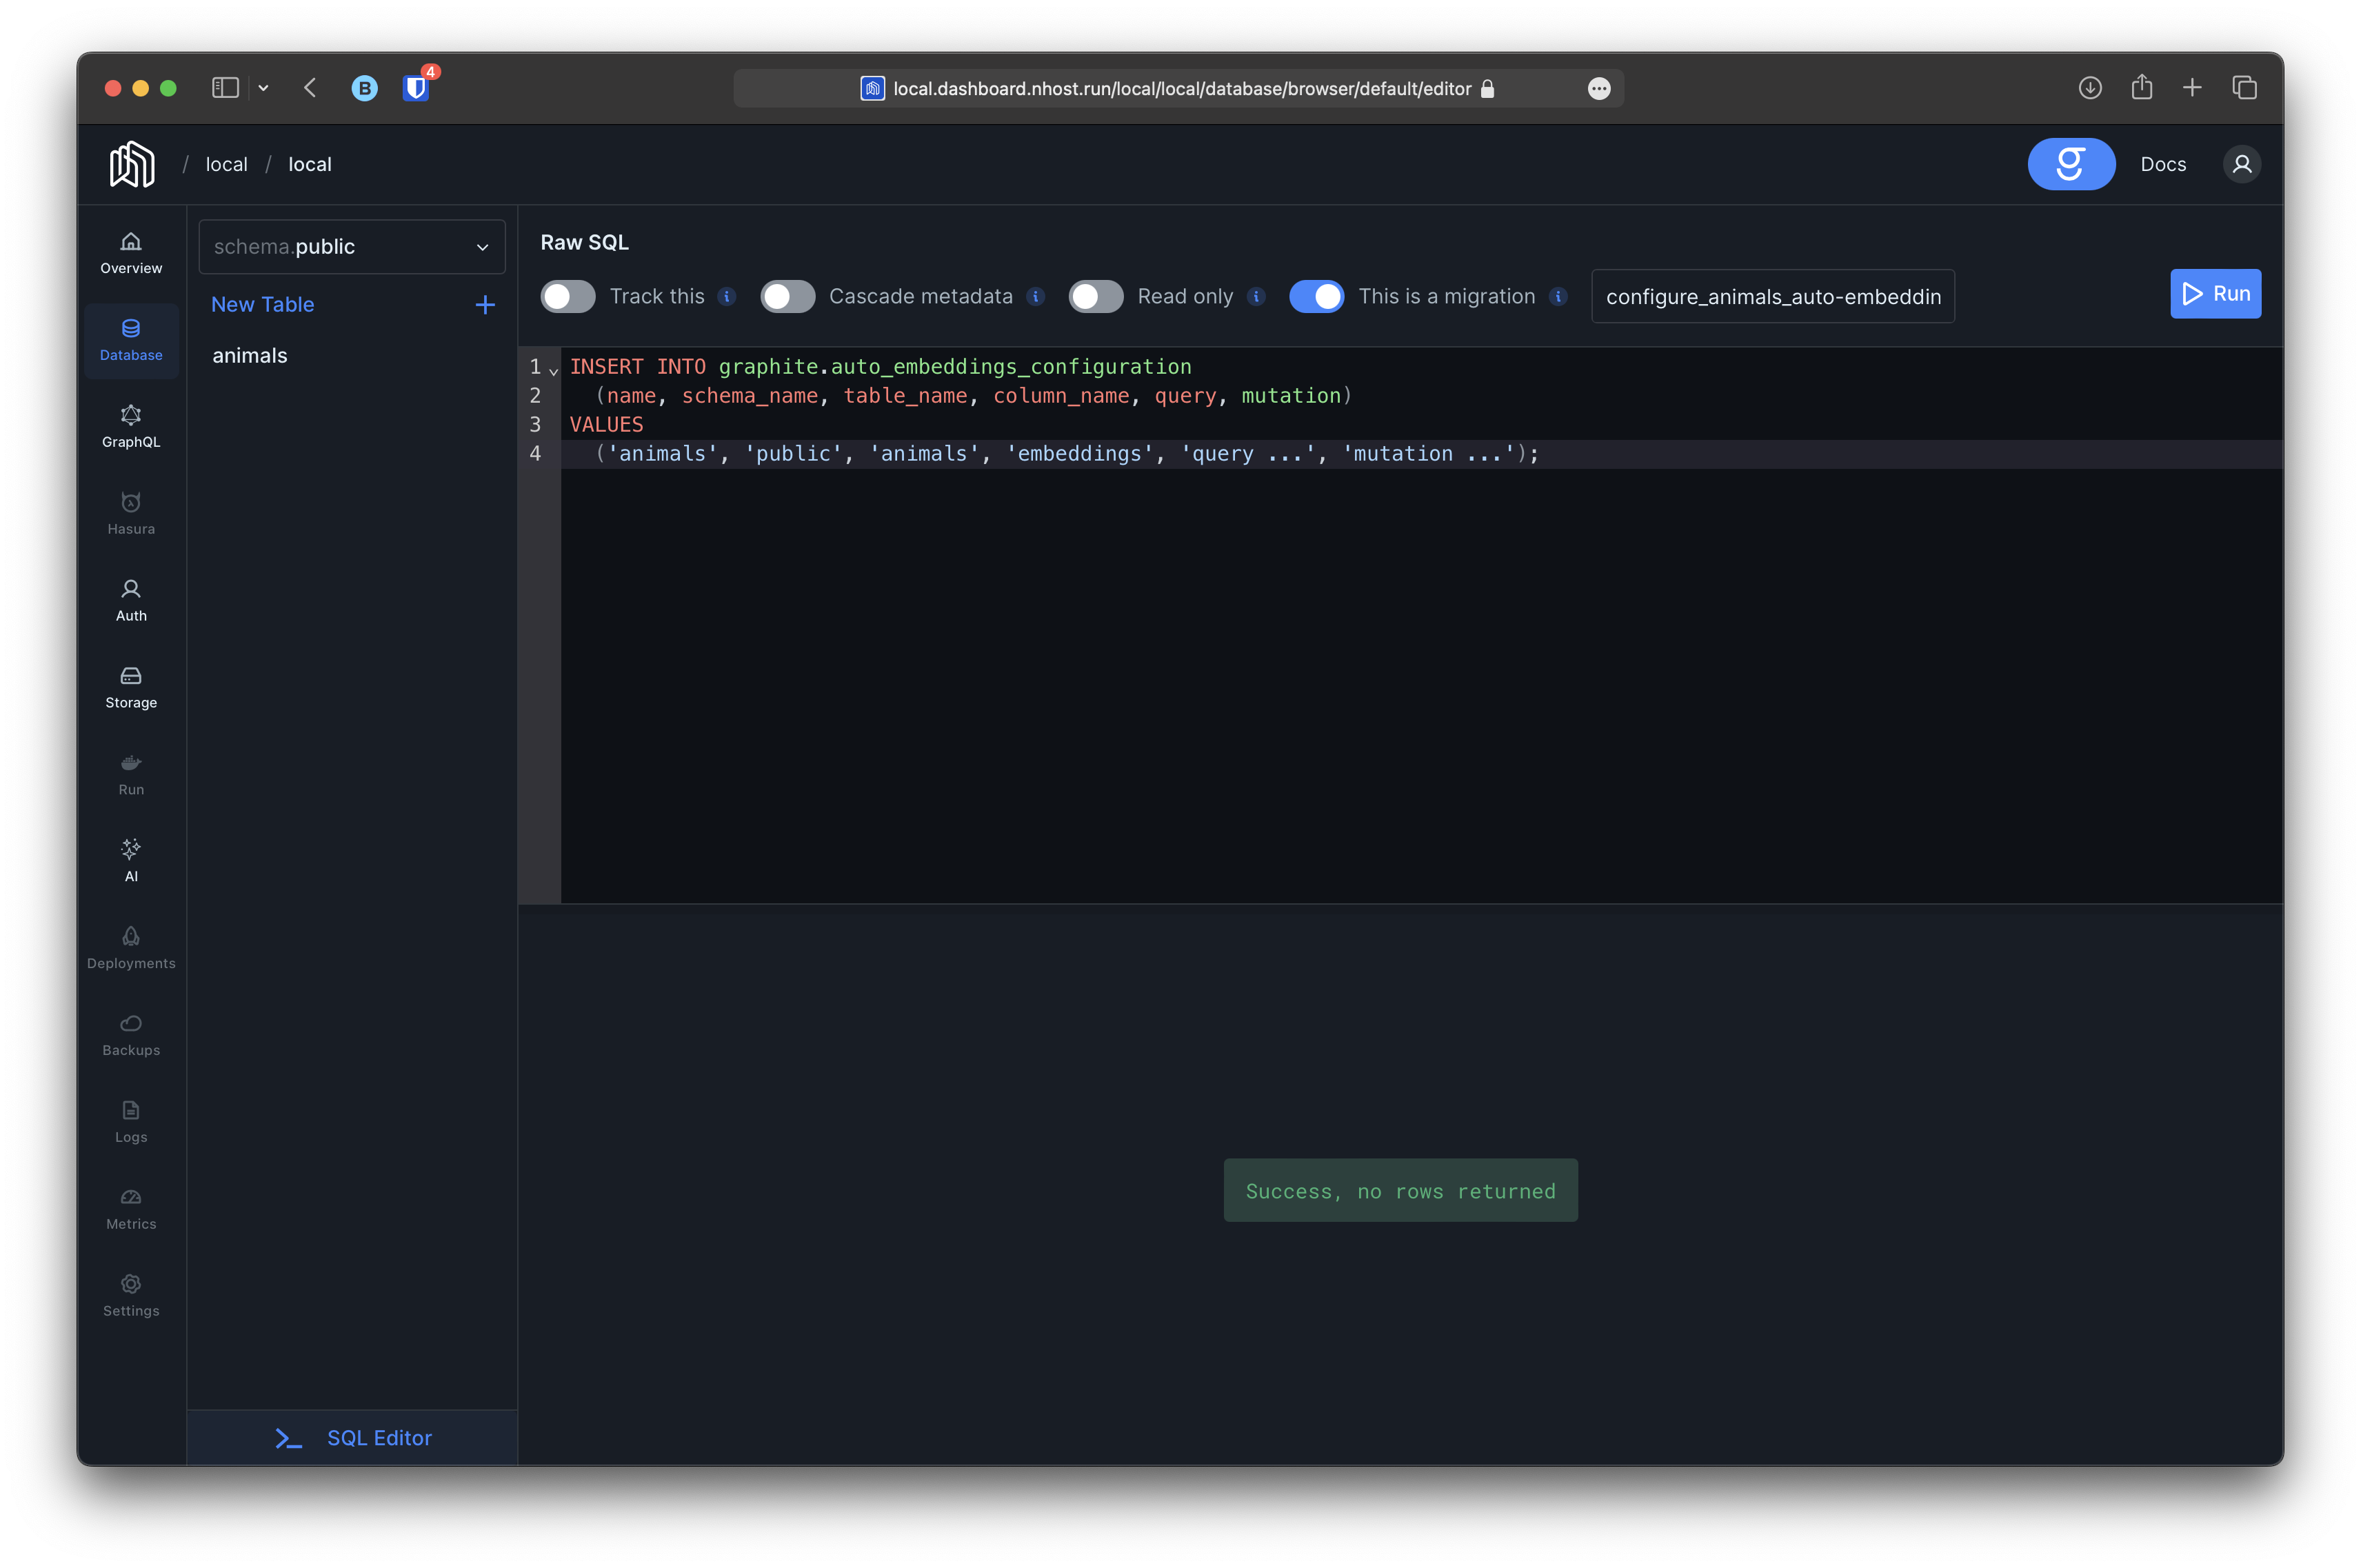 4
B
local.dashboard.nhost.run/local/local/database/browser/default/editor
/ local / local
Docs
Overview
Database
GraphQL
Hasura
Auth
Storage
Run
AI
Deployments
Backups
Logs
Metrics
Settings
schema.public
New Table
animals
SQL Editor
Raw SQL
Track this
Cascade metadata
Read only
This is a migration
configure_animals_auto-embeddin
Run
1 INSERT INTO graphite.auto_embeddings_configuration
2 (name, schema_name, table_name, column_name, query, mutation)
3 VALUES
4 ('animals', 'public', 'animals', 'embeddings', 'query ...', 'mutation ...');
Success, no rows returned